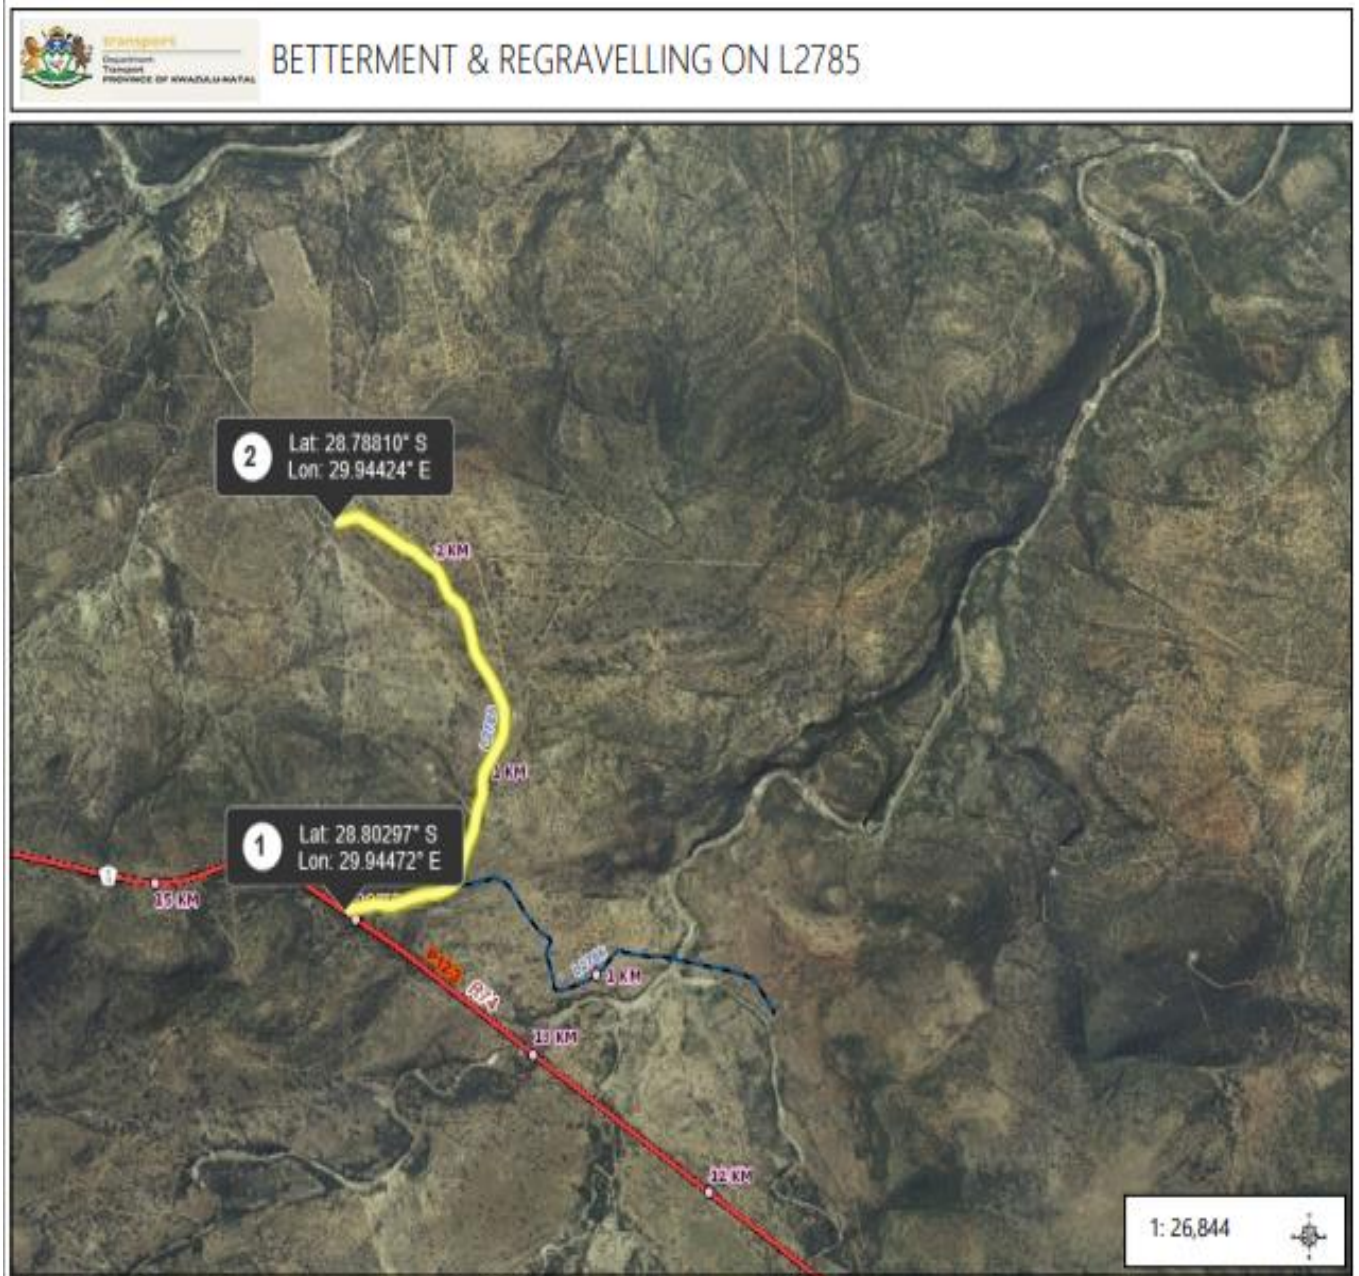 transport
Department:
Transport
PROVINCE OF KWAZULU-NATAL
BETTERMENT & REGRAVELLING ON L2785
2
Lat: 28.78810° S
Lon: 29.94424° E
2 KM
1 KM
1
Lat: 28.80297° S
Lon: 29.94472° E
15 KM
R74
1 KM
13 KM
12 KM
1: 26,844